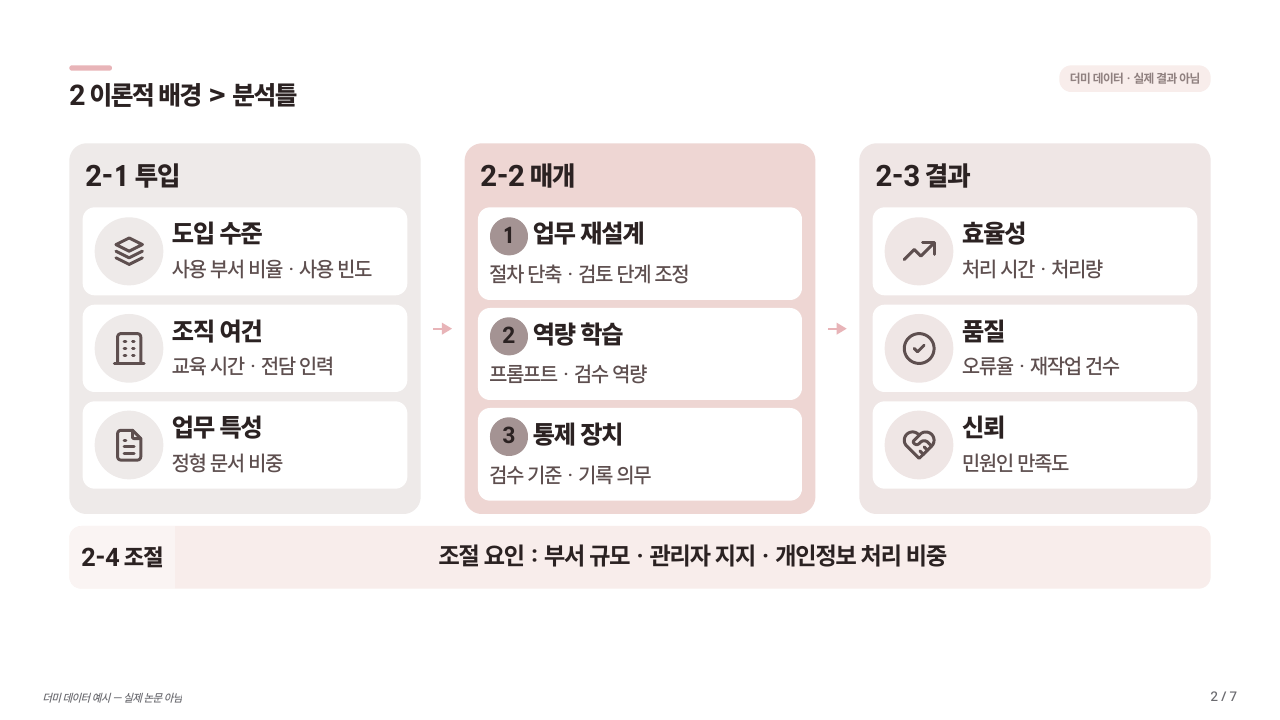 2 이론적 배경 > 분석틀
더미 데이터 · 실제 결과 아님
2-1 투입
도입 수준
사용 부서 비율 · 사용 빈도
조직 여건
교육 시간 · 전담 인력
업무 특성
정형 문서 비중
2-2 매개
1 업무 재설계
절차 단축 · 검토 단계 조정
2 역량 학습
프롬프트 · 검수 역량
3 통제 장치
검수 기준 · 기록 의무
2-3 결과
효율성
처리 시간 · 처리량
품질
오류율 · 재작업 건수
신뢰
민원인 만족도
2-4 조절
조절 요인 : 부서 규모 · 관리자 지지 · 개인정보 처리 비중
더미 데이터 예시 — 실제 논문 아님
2 / 7